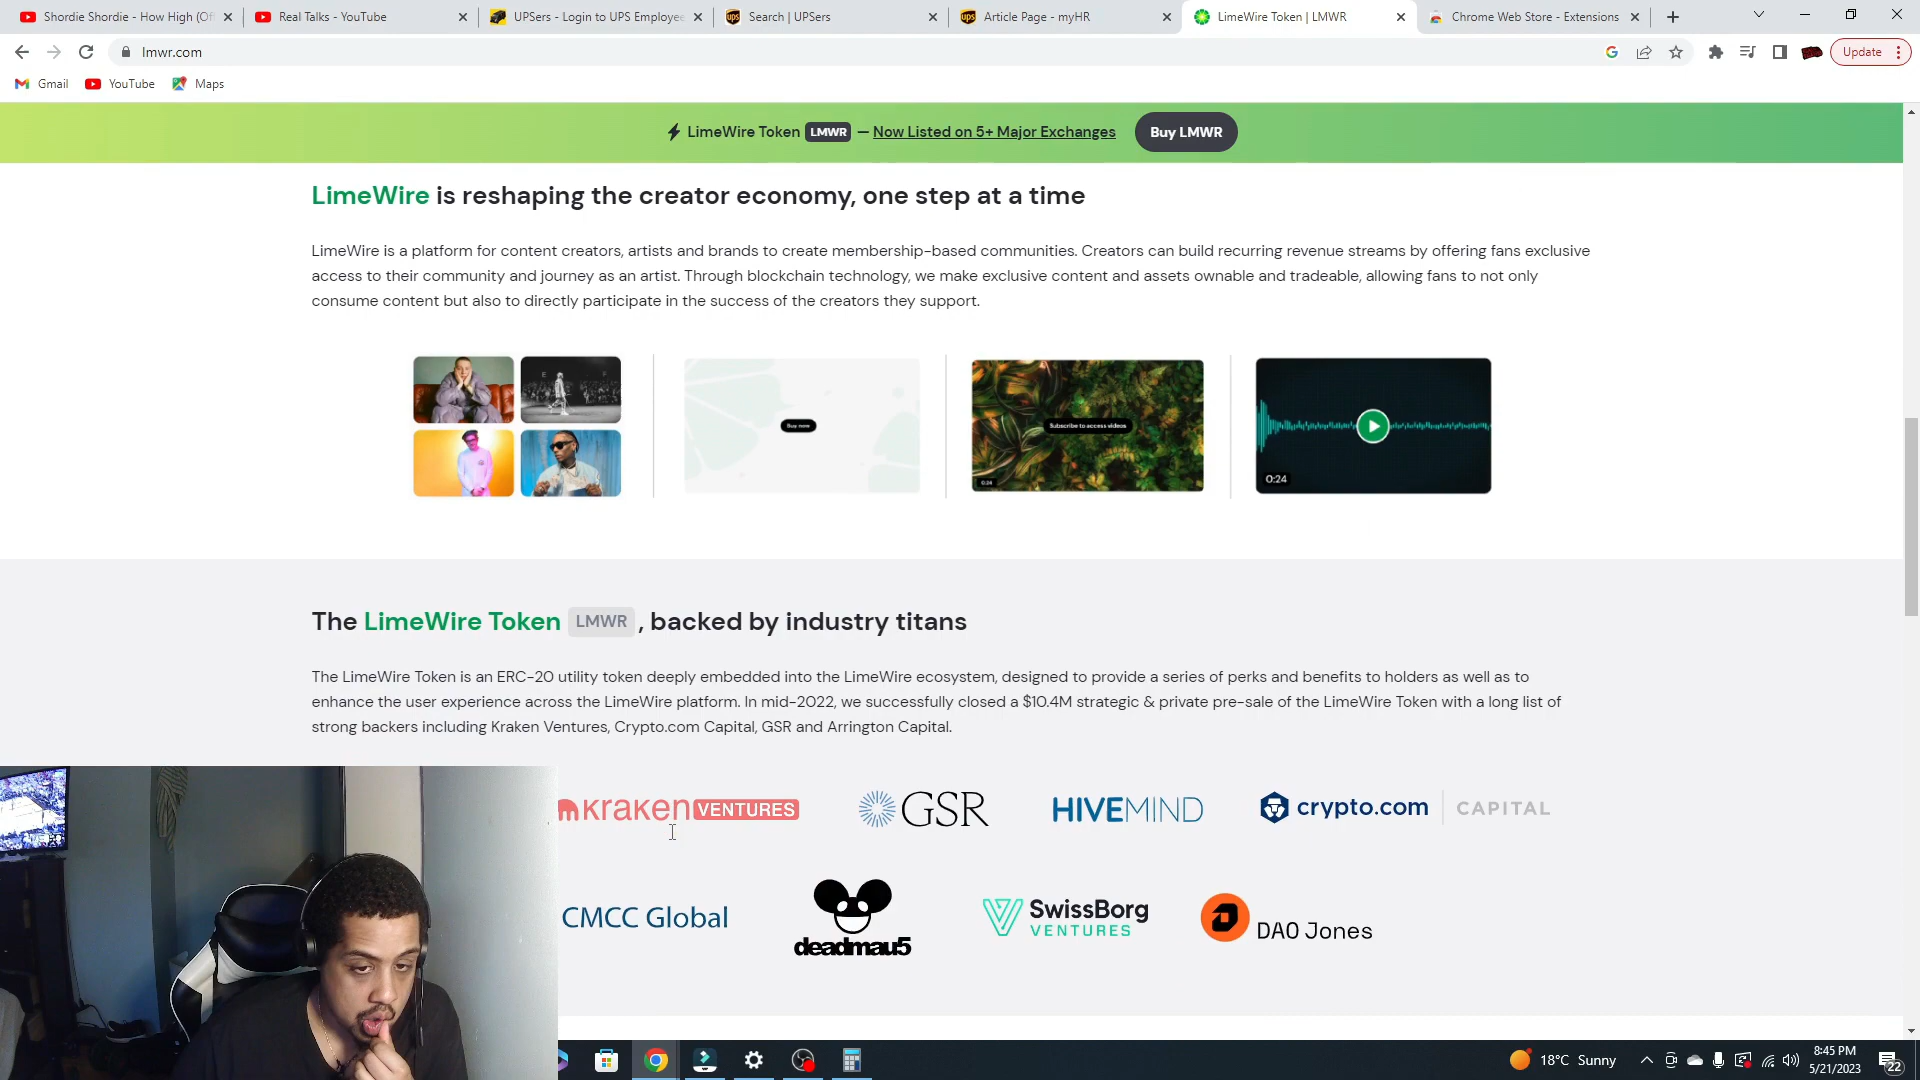 Shordie Shordie - How High (Of
Real Talks - YouTube
UPSers - Login to UPS Employee
Search | UPSers
Article Page - myHR
LimeWire Token | LMWR
Chrome Web Store - Extensions
lmwr.com
Update
Gmail
YouTube
Maps
LimeWire Token LMWR — Now Listed on 5+ Major Exchanges Buy LMWR
LimeWire is reshaping the creator economy, one step at a time
LimeWire is a platform for content creators, artists and brands to create membership-based communities. Creators can build recurring revenue streams by offering fans exclusive
access to their community and journey as an artist. Through blockchain technology, we make exclusive content and assets ownable and tradeable, allowing fans to not only
consume content but also to directly participate in the success of the creators they support.
Buy now
Subscribe to access videos
0:24
0:24
The LimeWire Token LMWR , backed by industry titans
The LimeWire Token is an ERC-20 utility token deeply embedded into the LimeWire ecosystem, designed to provide a series of perks and benefits to holders as well as to
enhance the user experience across the LimeWire platform. In mid-2022, we successfully closed a $10.4M strategic & private pre-sale of the LimeWire Token with a long list of
strong backers including Kraken Ventures, Crypto.com Capital, GSR and Arrington Capital.
kraken VENTURES
GSR
HIVEMIND
crypto.com CAPITAL
CMCC Global
deadmau5
SwissBorg
VENTURES
DAO Jones
18°C Sunny
8:45 PM
5/21/2023
22